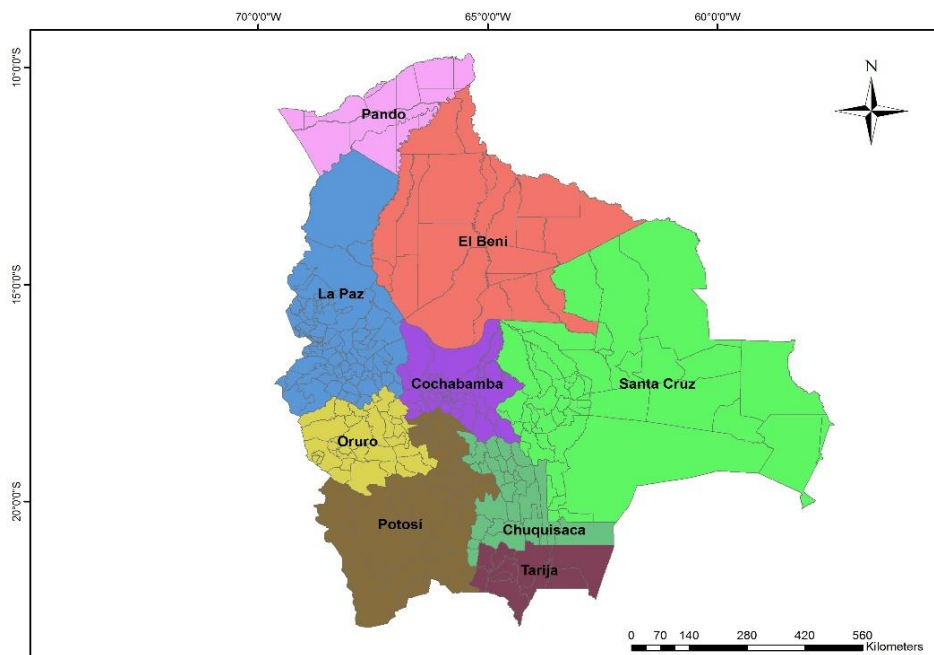 70°0'0"W 65°0'0"W 60°0'0"W
10°0'0"S
15°0'0"S
20°0'0"S
N
Pando
El Beni
La Paz
Cochabamba
Santa Cruz
Oruro
Potosí
Chuquisaca
Tarija
0 70 140 280 420 560
Kilometers